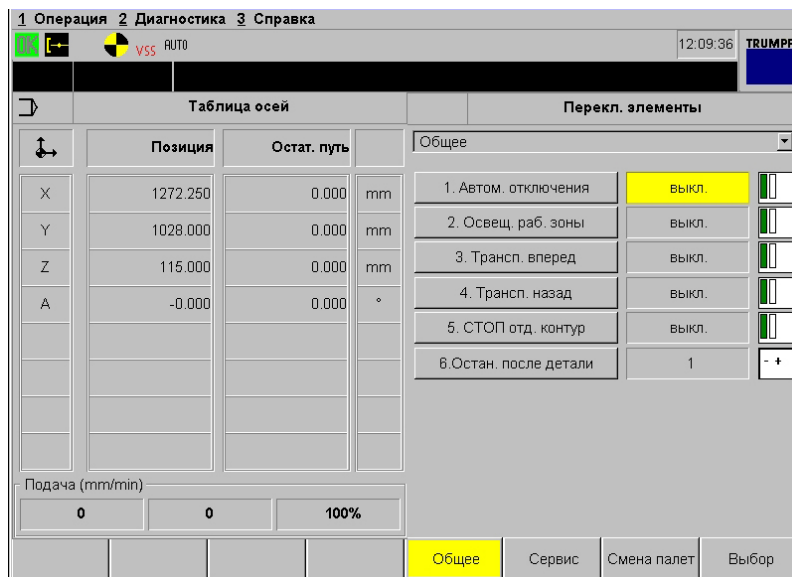 1 Операция 2 Диагностика 3 Справка
OK VSS AUTO 12:09:36 TRUMPF
Таблица осей Перекл. элементы
Позиция Остат. путь Общее
X 1272.250 0.000 mm 1. Автом. отключения выкл.
Y 1028.000 0.000 mm 2. Освещ. раб. зоны выкл.
Z 115.000 0.000 mm 3. Трансп. вперед выкл.
A -0.000 0.000 ° 4. Трансп. назад выкл.
5. СТОП отд. контур выкл.
6.Остан. после детали 1 - +
Подача (mm/min)
0 0 100%
Общее Сервис Смена палет Выбор